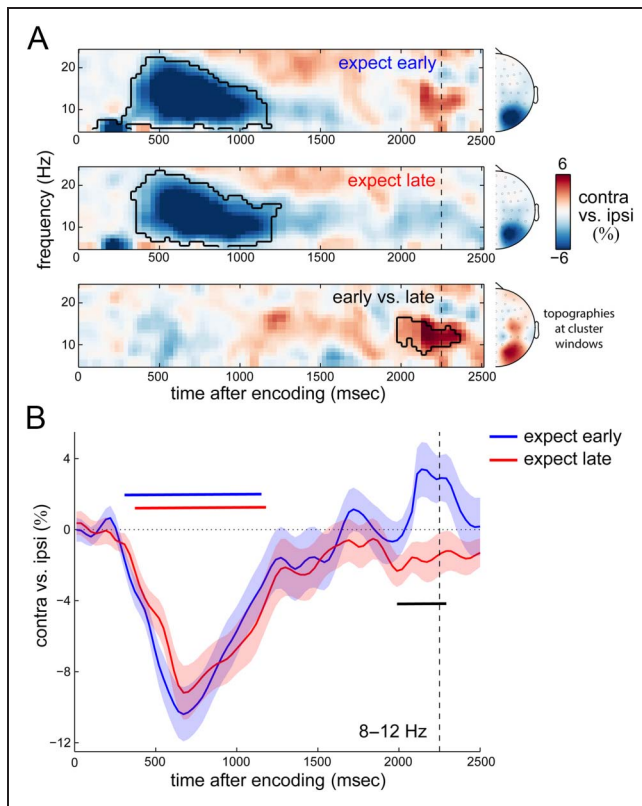 A
expect early
20
10
0 500 1000 1500 2000 2500
expect late
20
10
0 500 1000 1500 2000 2500
frequency (Hz)
6
contra
vs. ipsi
(%)
−6
early vs. late
20
10
0 500 1000 1500 2000 2500
time after encoding (msec)
topographies
at cluster
windows
B
expect early
expect late
4
0
−4
−8
−12
contra vs. ipsi (%)
8–12 Hz
0 500 1000 1500 2000 2500
time after encoding (msec)